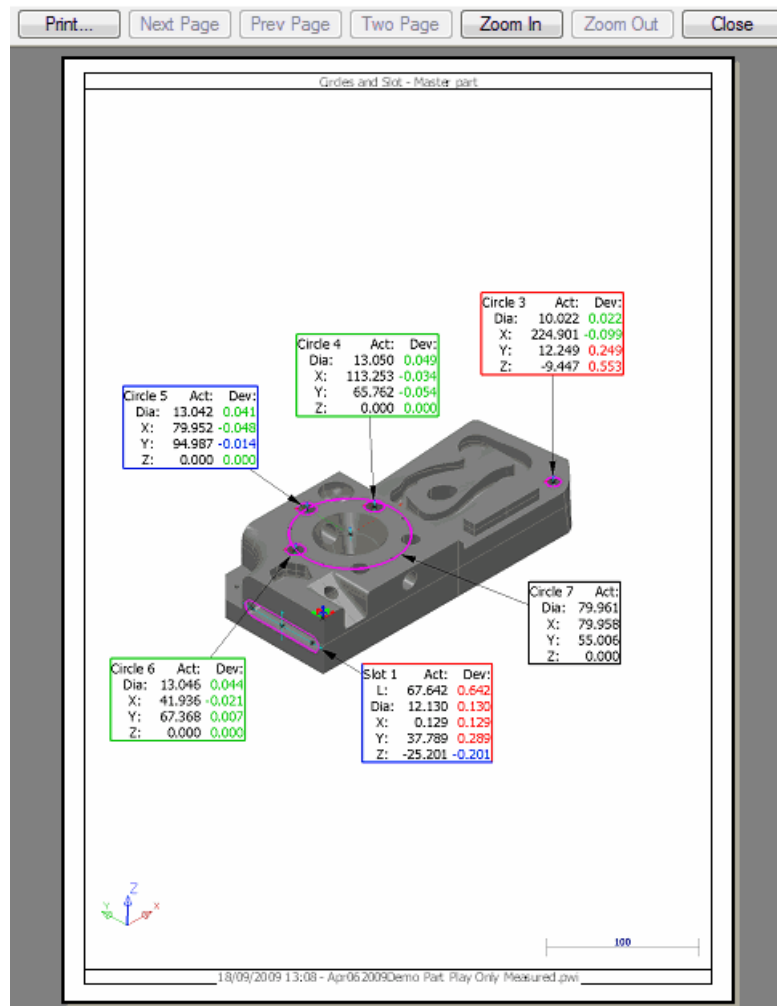 Print... Next Page Prev Page Two Page Zoom In Zoom Out Close
Circles and Slot - Master part
Circle 3 Act: Dev:
Dia: 10.022 0.022
X: 224.901 -0.099
Y: 12.249 0.249
Z: -9.447 0.553
Circle 4 Act: Dev:
Dia: 13.050 0.049
X: 113.253 -0.034
Y: 65.762 -0.054
Z: 0.000 0.000
Circle 5 Act: Dev:
Dia: 13.042 0.041
X: 79.952 -0.048
Y: 94.987 -0.014
Z: 0.000 0.000
Circle 7 Act:
Dia: 79.961
X: 79.958
Y: 55.006
Z: 0.000
Circle 6 Act: Dev:
Dia: 13.046 0.044
X: 41.936 -0.021
Y: 67.368 0.007
Z: 0.000 0.000
Slot 1 Act: Dev:
L: 67.642 0.642
Dia: 12.130 0.130
X: 0.129 0.129
Y: 37.789 0.289
Z: -25.201 -0.201
Z
Y X
100
18/09/2009 13:08 - Apr062009Demo Part Play Only Measured.pwi